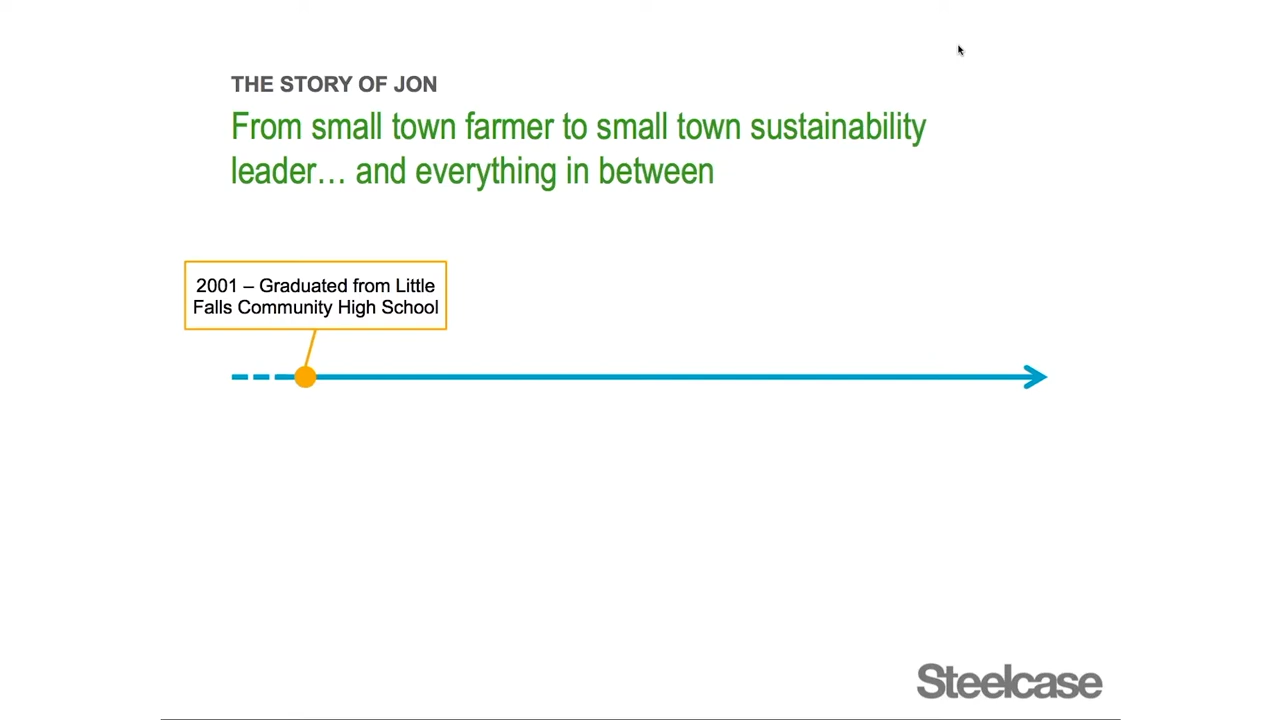 THE STORY OF JON
From small town farmer to small town sustainability
leader… and everything in between
2001 – Graduated from Little
Falls Community High School
Steelcase